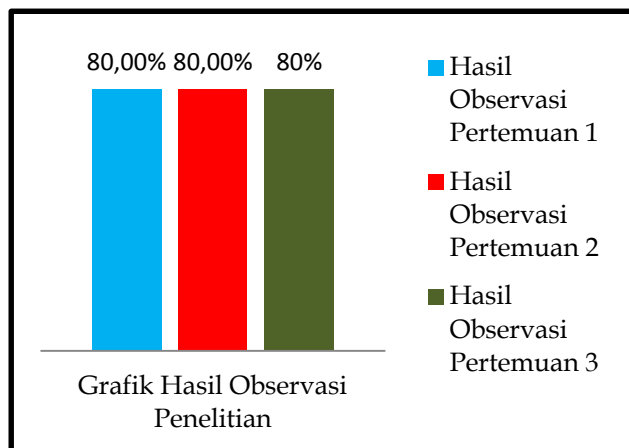 80,00% 80,00% 80%
Hasil
Observasi
Pertemuan 1
Hasil
Observasi
Pertemuan 2
Hasil
Observasi
Pertemuan 3
Grafik Hasil Observasi
Penelitian